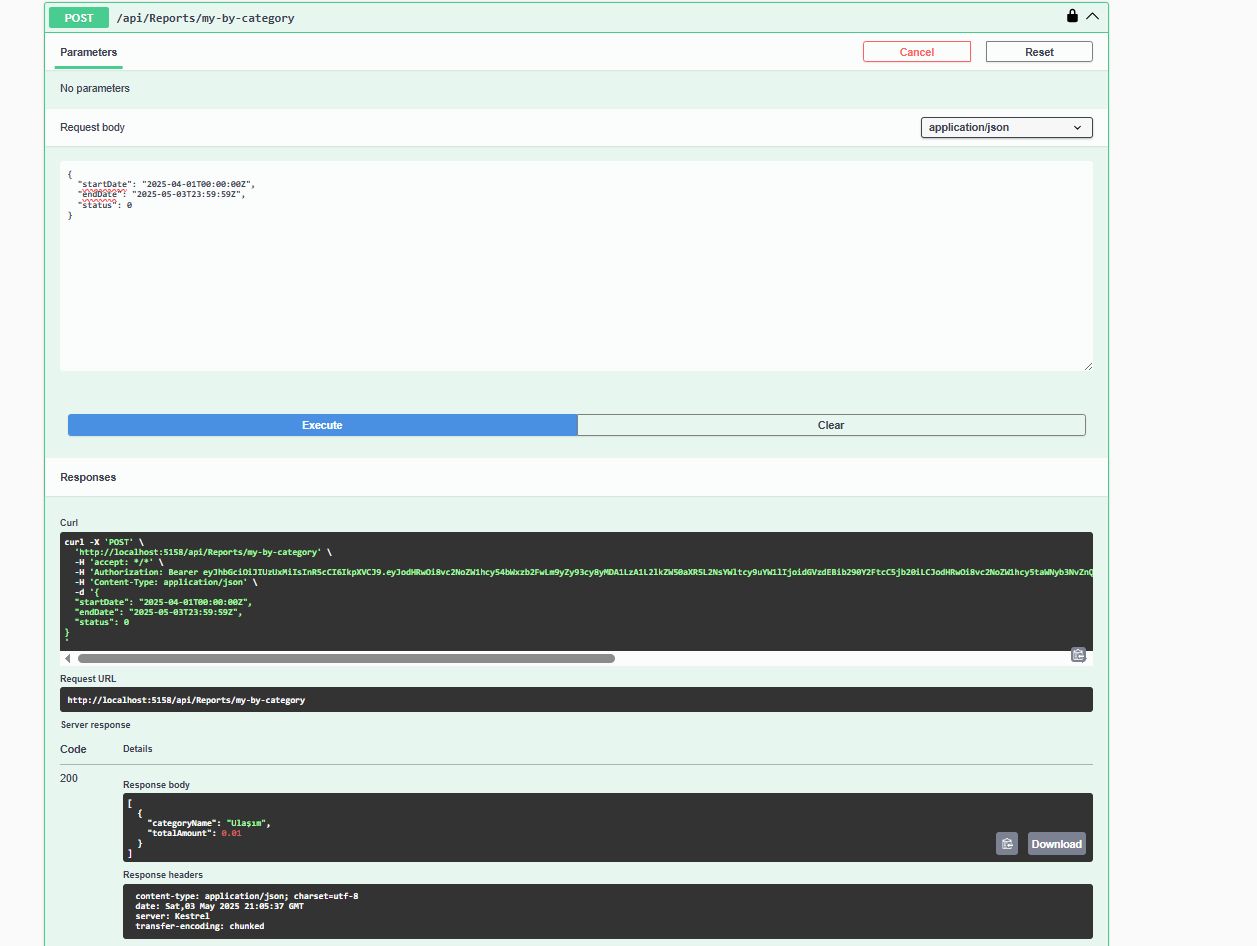 POST /api/Reports/my-by-category
Parameters
Cancel
Reset
No parameters
Request body
application/json
{
"startDate": "2025-04-01T00:00:00Z",
"endDate": "2025-05-03T23:59:59Z",
"status": 0
}
Execute
Clear
Responses
Curl
curl -X 'POST' \
'http://localhost:5158/api/Reports/my-by-category' \
-H 'accept: */*' \
-H 'Authorization: Bearer
-H 'Content-Type: application/json' \
-d '{
"startDate": "2025-04-01T00:00:00Z",
"endDate": "2025-05-03T23:59:59Z",
"status": 0
}
'
Request URL
http://localhost:5158/api/Reports/my-by-category
Server response
Code Details
200
Response body
[
{
"categoryName": "Ulaşım",
"totalAmount": 0.01
}
]
Download
Response headers
content-type: application/json; charset=utf-8
date: Sat,03 May 2025 21:05:37 GMT
server: Kestrel
transfer-encoding: chunked